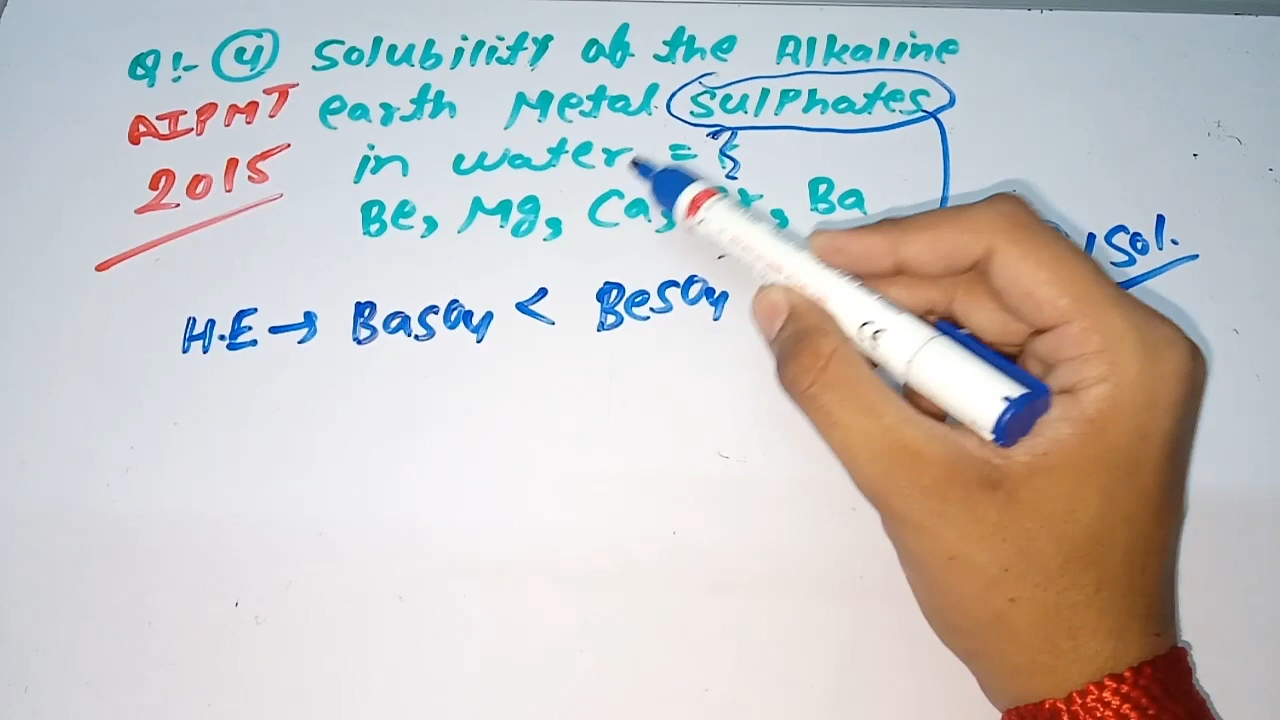 Q!- ④ Solubility of the Alkaline
AIPMT earth Metal Sulphates
2015 in water = {
Be, Mg, Ca, Ba
Sol.
H.E → BaSO4 < BeSO4